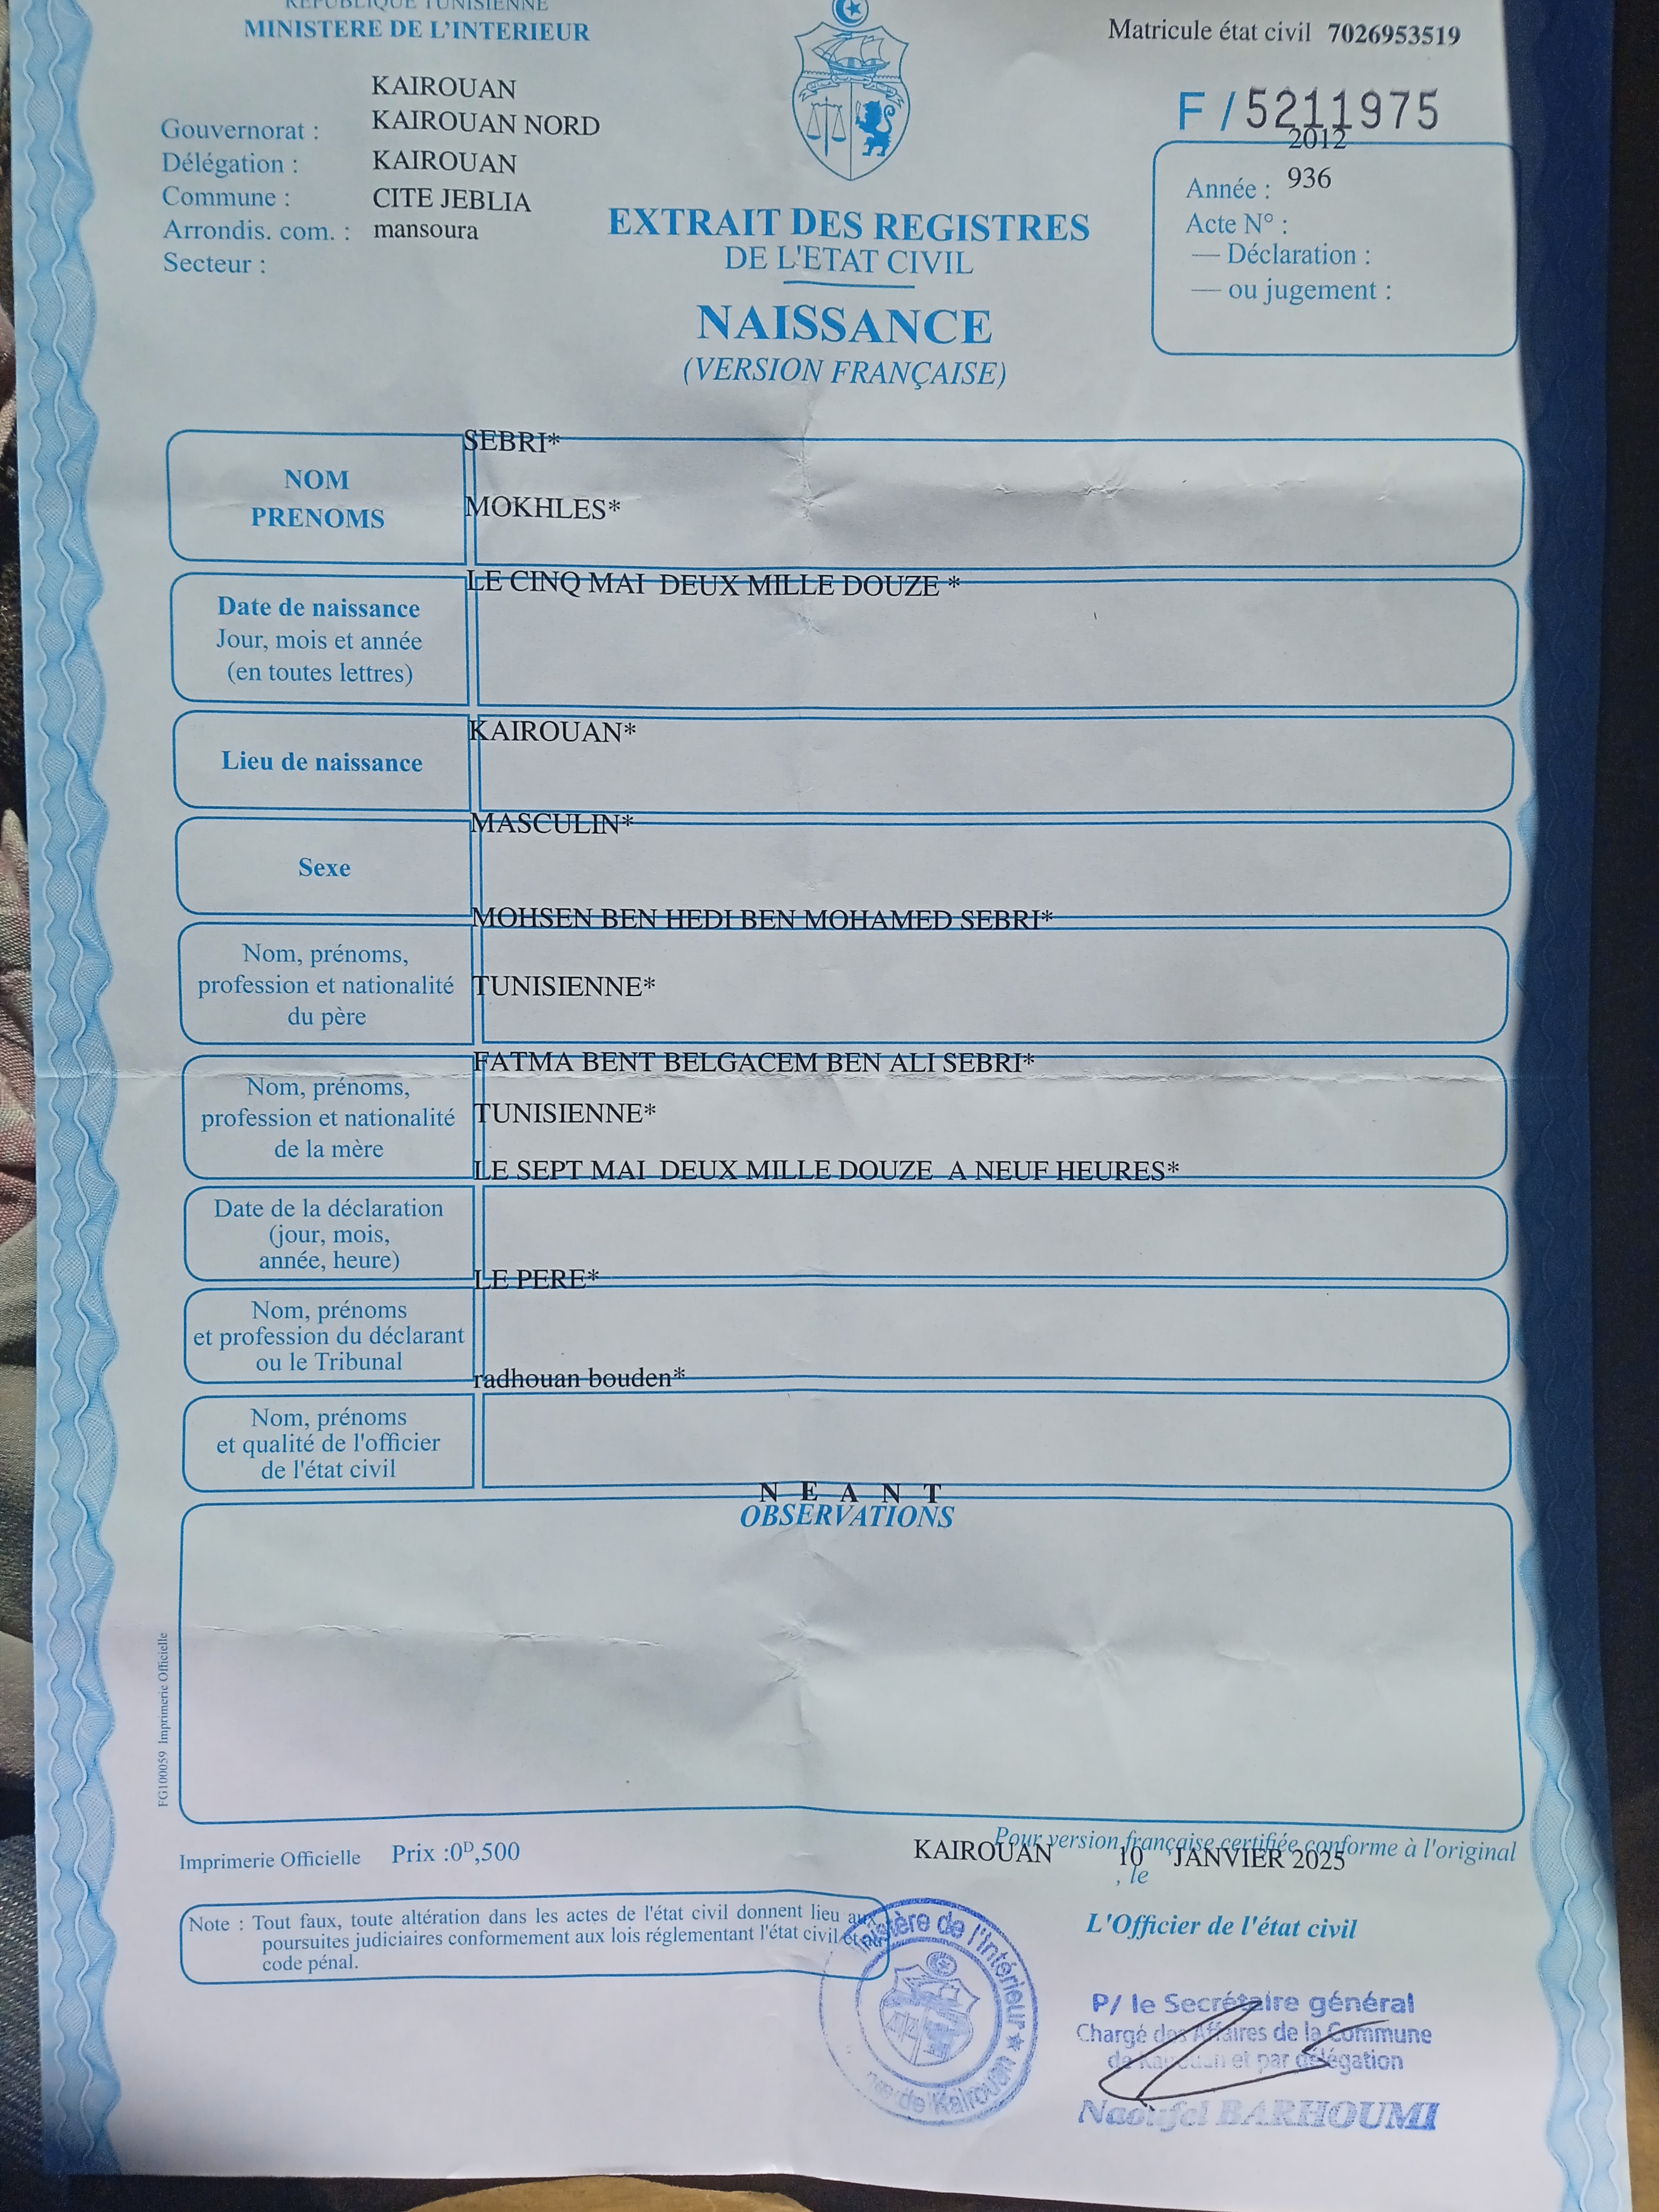 REPUBLIQUE TUNISIENNE
MINISTERE DE L'INTERIEUR
Matricule état civil 7026953519
F / 5211975
KAIROUAN
Gouvernorat : KAIROUAN NORD
Délégation : KAIROUAN
Commune : CITE JEBLIA
Arrondis. com. : mansoura
Secteur :
2012
Année : 936
Acte N° :
— Déclaration :
— ou jugement :
EXTRAIT DES REGISTRES
DE L'ETAT CIVIL
NAISSANCE
(VERSION FRANÇAISE)
SEBRI*
NOM
PRENOMS
MOKHLES*
LE CINQ MAI DEUX MILLE DOUZE *
Date de naissance
Jour, mois et année
(en toutes lettres)
KAIROUAN*
Lieu de naissance
MASCULIN*
Sexe
MOHSEN BEN HEDI BEN MOHAMED SEBRI*
Nom, prénoms,
profession et nationalité
du père
TUNISIENNE*
FATMA BENT BELGACEM BEN ALI SEBRI*
Nom, prénoms,
profession et nationalité
de la mère
TUNISIENNE*
LE SEPT MAI DEUX MILLE DOUZE A NEUF HEURES*
Date de la déclaration
(jour, mois,
année, heure)
LE PERE*
Nom, prénoms
et profession du déclarant
ou le Tribunal
radhouan bouden*
Nom, prénoms
et qualité de l'officier
de l'état civil
N E A N T
OBSERVATIONS
FG100059 Imprimerie Officielle
Imprimerie Officielle Prix :0D,500
Pour version française certifiée conforme à l'original
KAIROUAN 10 JANVIER 2025
, le
Note : Tout faux, toute altération dans les actes de l'état civil donnent lieu aux
poursuites judiciaires conformement aux lois réglementant l'état civil et au
code pénal.
L'Officier de l'état civil
Ministère de l'Intérieur ★
de Kairouan
P/ le Secrétaire général
Chargé des Affaires de la Commune
de Kairouan et par délégation
Naoufel BARHOUMI